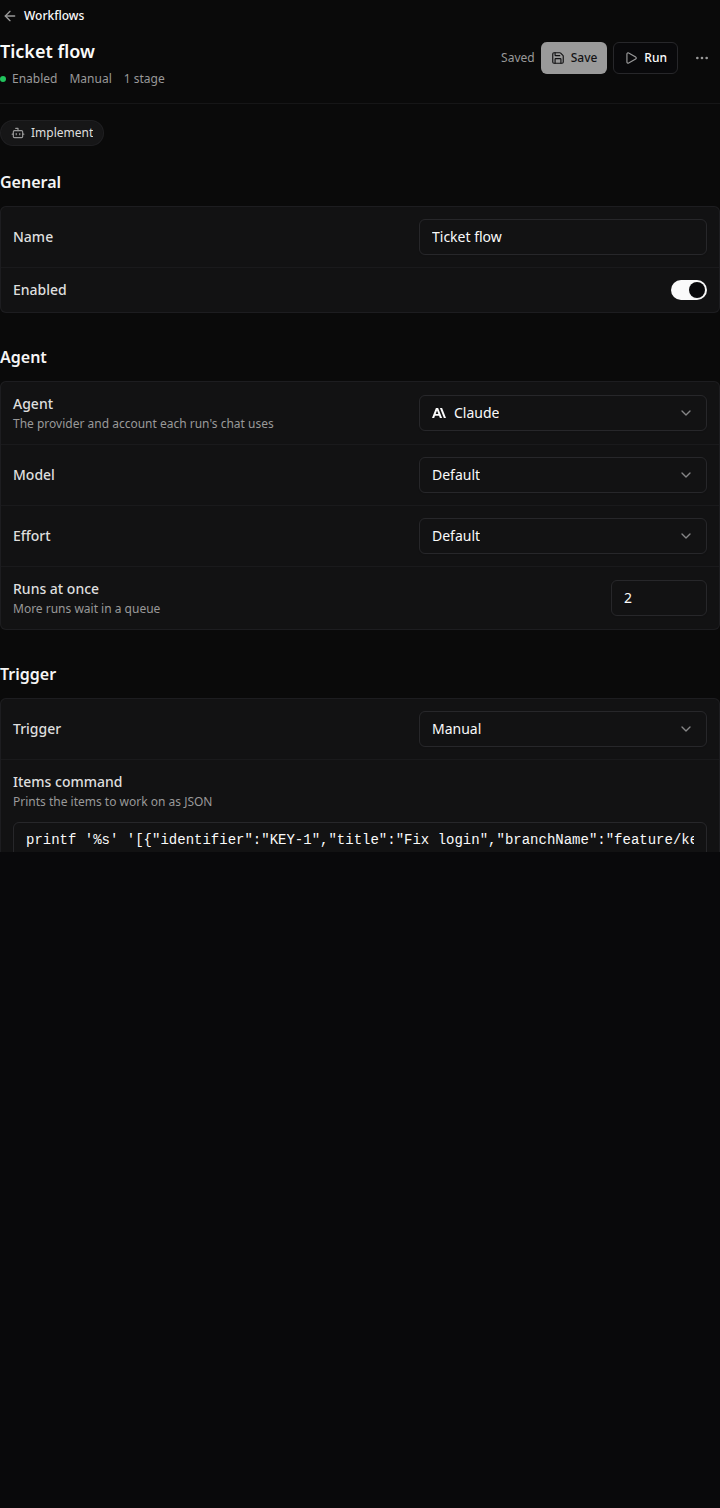 Workflows
Ticket flow
Saved Save Run
Enabled Manual 1 stage
Implement
General
Name Ticket flow
Enabled
Agent
Agent
The provider and account each run's chat uses
Claude
Model Default
Effort Default
Runs at once
More runs wait in a queue
2
Trigger
Trigger Manual
Items command
Prints the items to work on as JSON
printf '%s' '[{"identifier":"KEY-1","title":"Fix login","branchName":"feature/ke